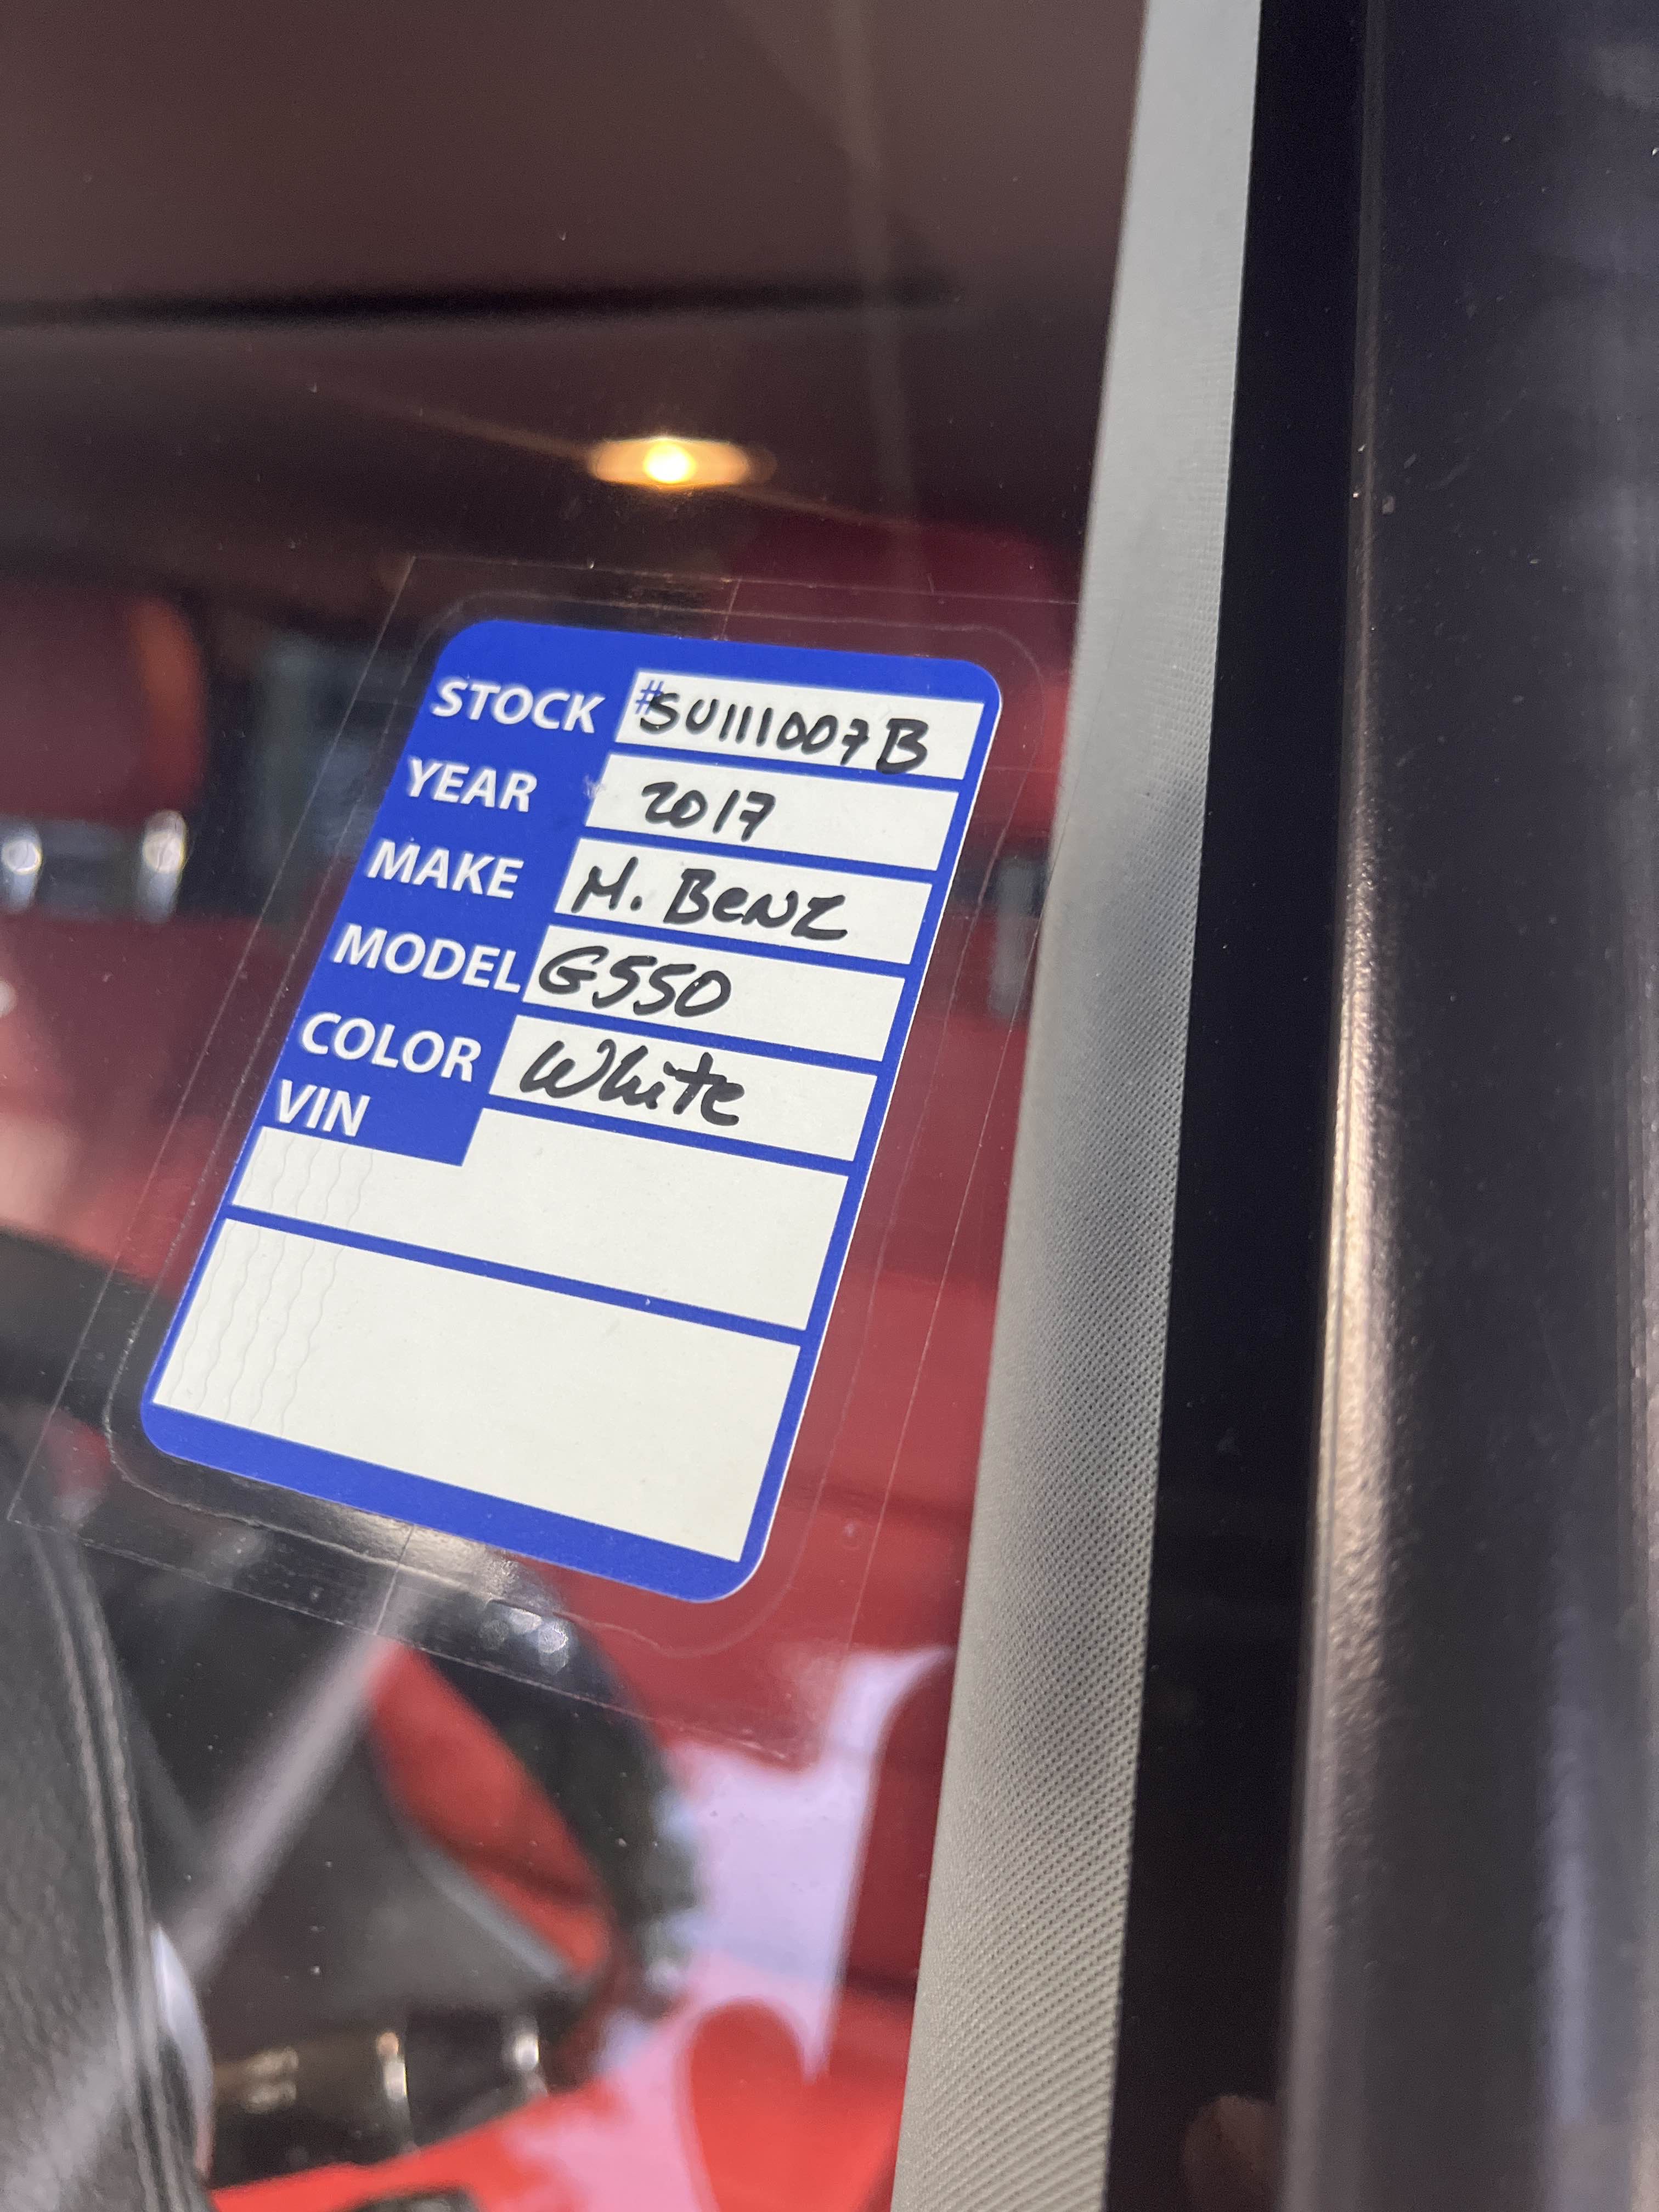 STOCK #SU111007B
YEAR 2017
MAKE M. BENZ
MODEL G550
COLOR White
VIN